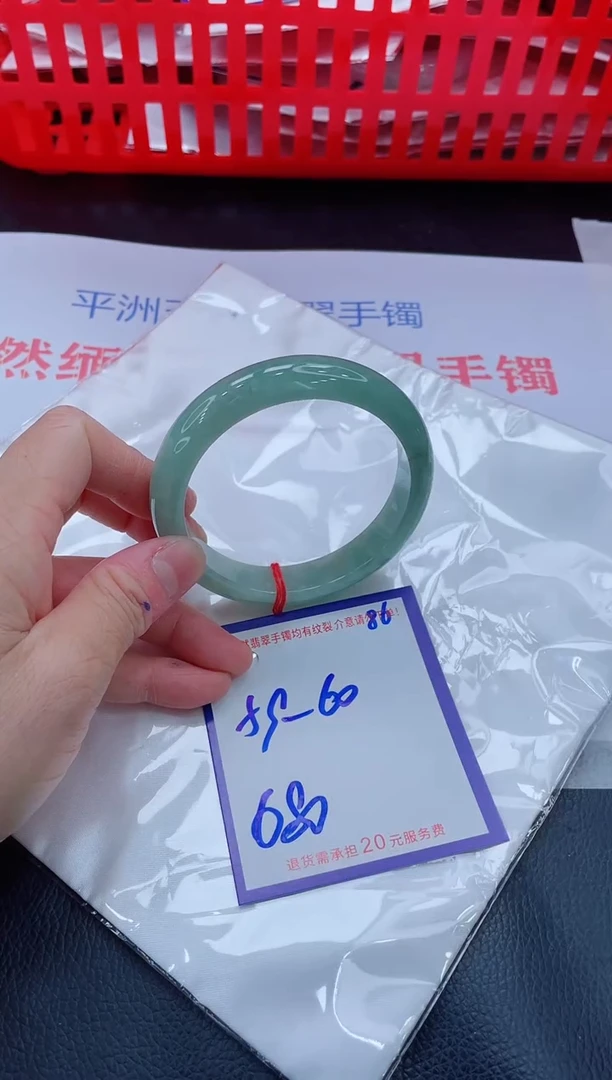 平洲 翠手镯
然缅 手镯
翡翠手镯均有纹裂 介意请 单!
86
-60
680
退货需承担20元服务费